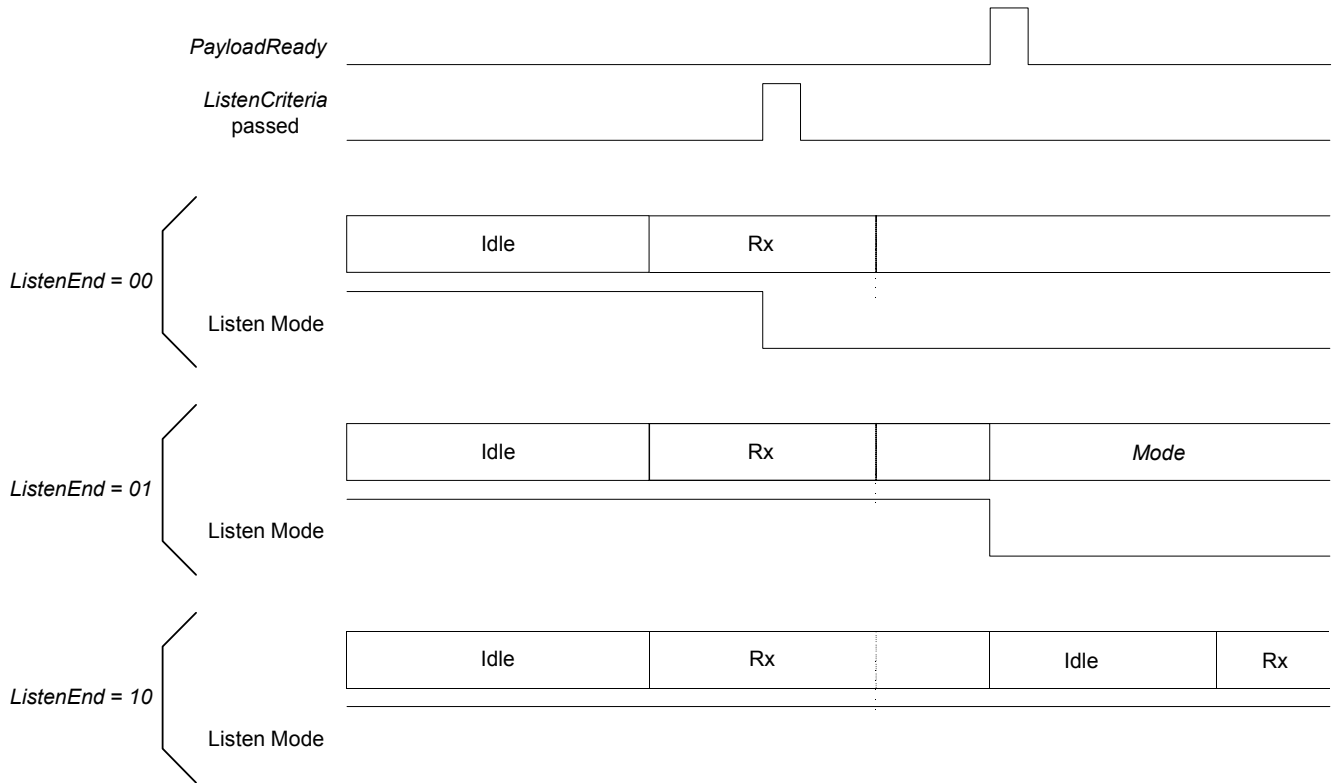 PayloadReady
ListenCriteria
passed
Idle
Rx
ListenEnd = 00
Listen Mode
Idle
Rx
Mode
ListenEnd = 01
Listen Mode
Idle
Rx
Idle
Rx
ListenEnd = 10
Listen Mode